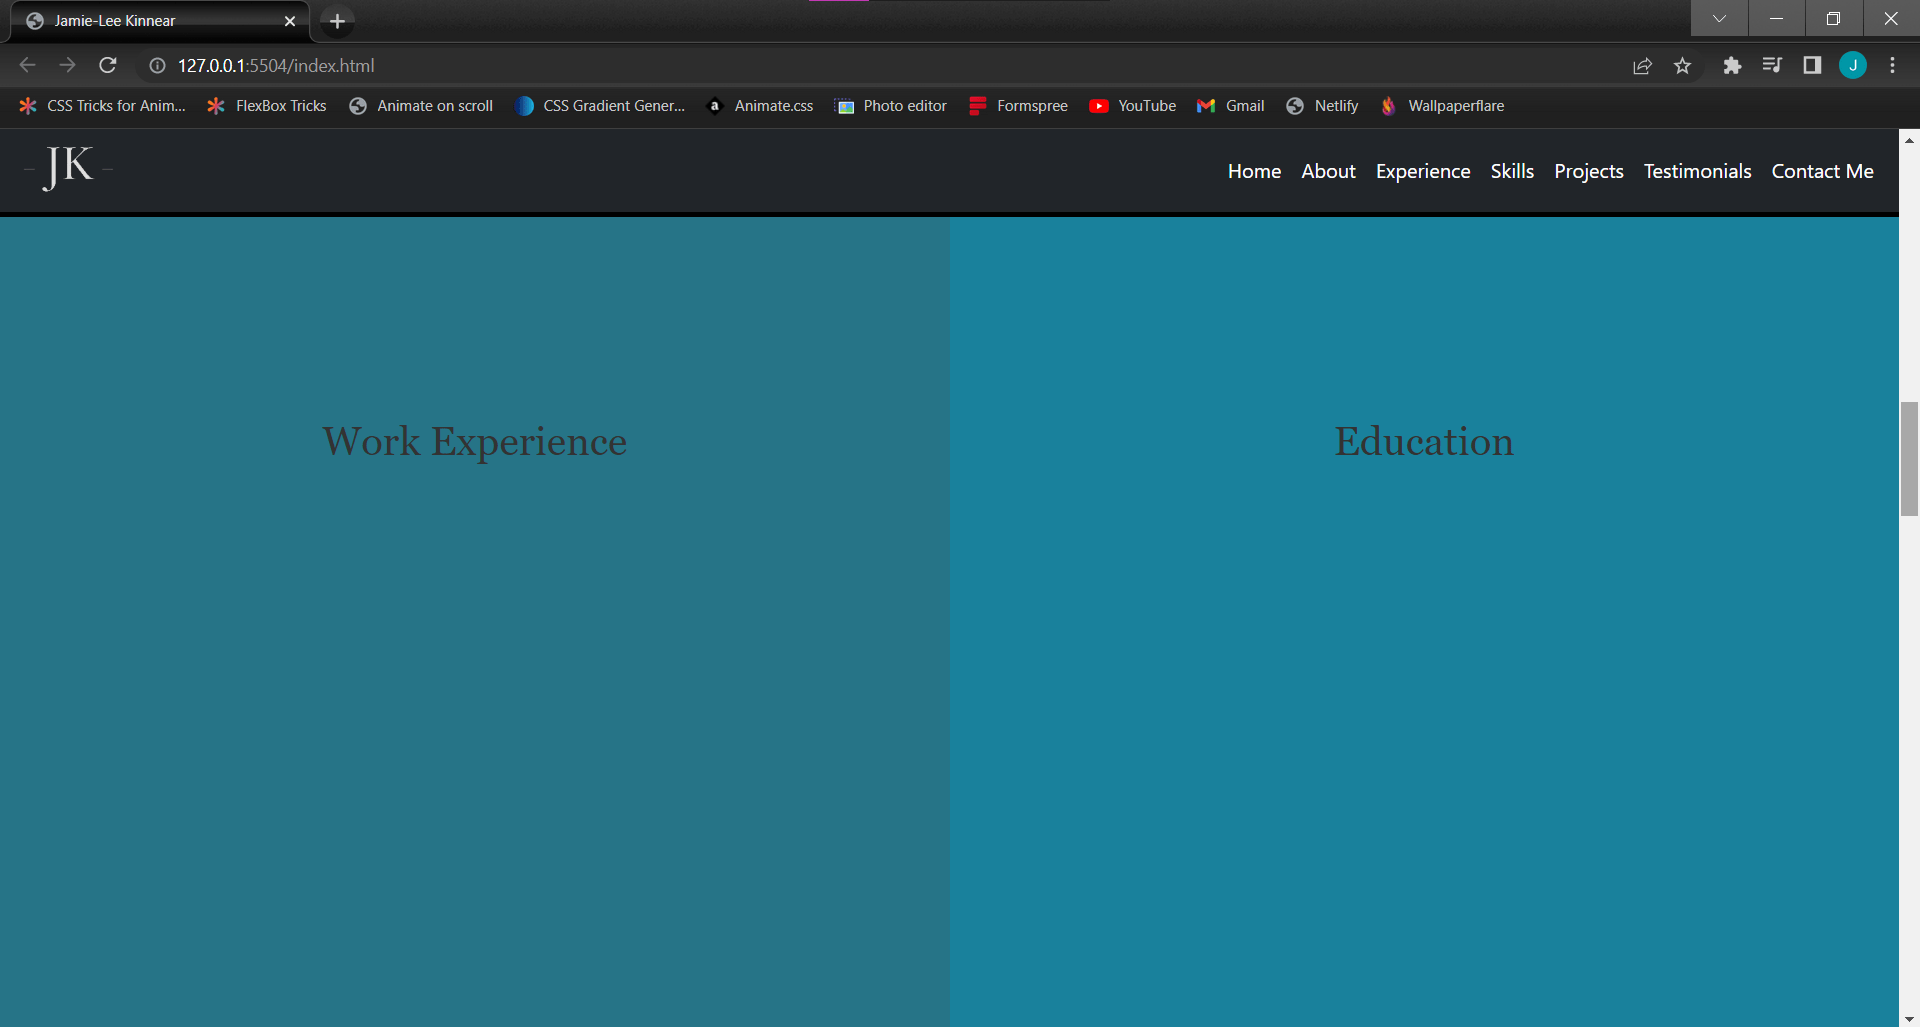 Jamie-Lee Kinnear
127.0.0.1:5504/index.html
J
CSS Tricks for Anim... FlexBox Tricks Animate on scroll CSS Gradient Gener... a Animate.css Photo editor Formspree YouTube Gmail Netlify Wallpaperflare
- JK - Home About Experience Skills Projects Testimonials Contact Me
Work Experience Education